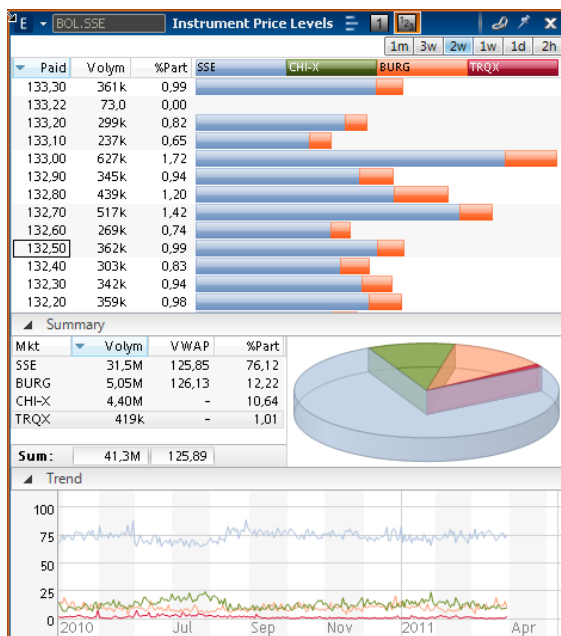 E BOL.SSE Instrument Price Levels 1 123
1m 3w 2w 1w 1d 2h
Paid Volym %Part SSE CHI-X BURG TRQX
133,30 361k 0,99
133,22 73,0 0,00
133,20 299k 0,82
133,10 237k 0,65
133,00 627k 1,72
132,90 345k 0,94
132,80 439k 1,20
132,70 517k 1,42
132,60 269k 0,74
132,50 362k 0,99
132,40 303k 0,83
132,30 342k 0,94
132,20 359k 0,98
Summary
Mkt Volym VWAP %Part
SSE 31,5M 125,85 76,12
BURG 5,05M 126,13 12,22
CHI-X 4,40M - 10,64
TRQX 419k - 1,01
Sum: 41,3M 125,89
Trend
100
75
50
25
0
2010 Jul Sep Nov 2011 Apr